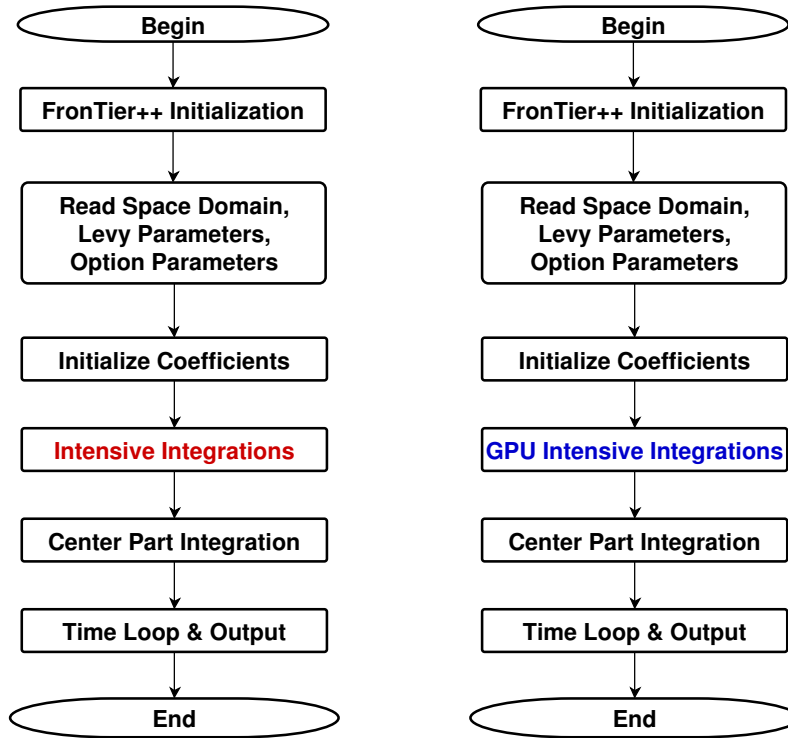 Begin
FronTier++ Initialization
Read Space Domain,
Levy Parameters,
Option Parameters
Initialize Coefficients
Intensive Integrations
Center Part Integration
Time Loop & Output
End
Begin
FronTier++ Initialization
Read Space Domain,
Levy Parameters,
Option Parameters
Initialize Coefficients
GPU Intensive Integrations
Center Part Integration
Time Loop & Output
End